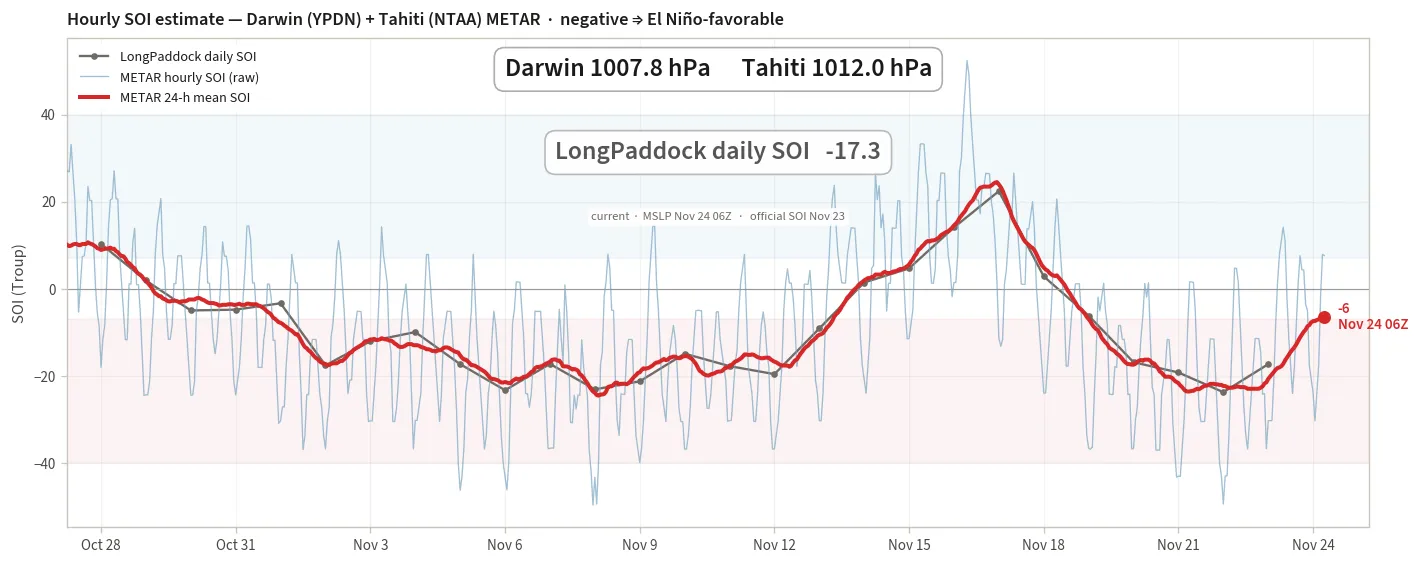 Hourly SOI estimate — Darwin (YPDN) + Tahiti (NTAA) METAR · negative ⇒ El Niño-favorable
LongPaddock daily SOI
METAR hourly SOI (raw)
METAR 24-h mean SOI
Darwin 1007.8 hPa Tahiti 1012.0 hPa
LongPaddock daily SOI -17.3
current · MSLP Nov 24 06Z · official SOI Nov 23
SOI (Troup)
40
20
0
−20
−40
-6
Nov 24 06Z
Oct 28 Oct 31 Nov 3 Nov 6 Nov 9 Nov 12 Nov 15 Nov 18 Nov 21 Nov 24